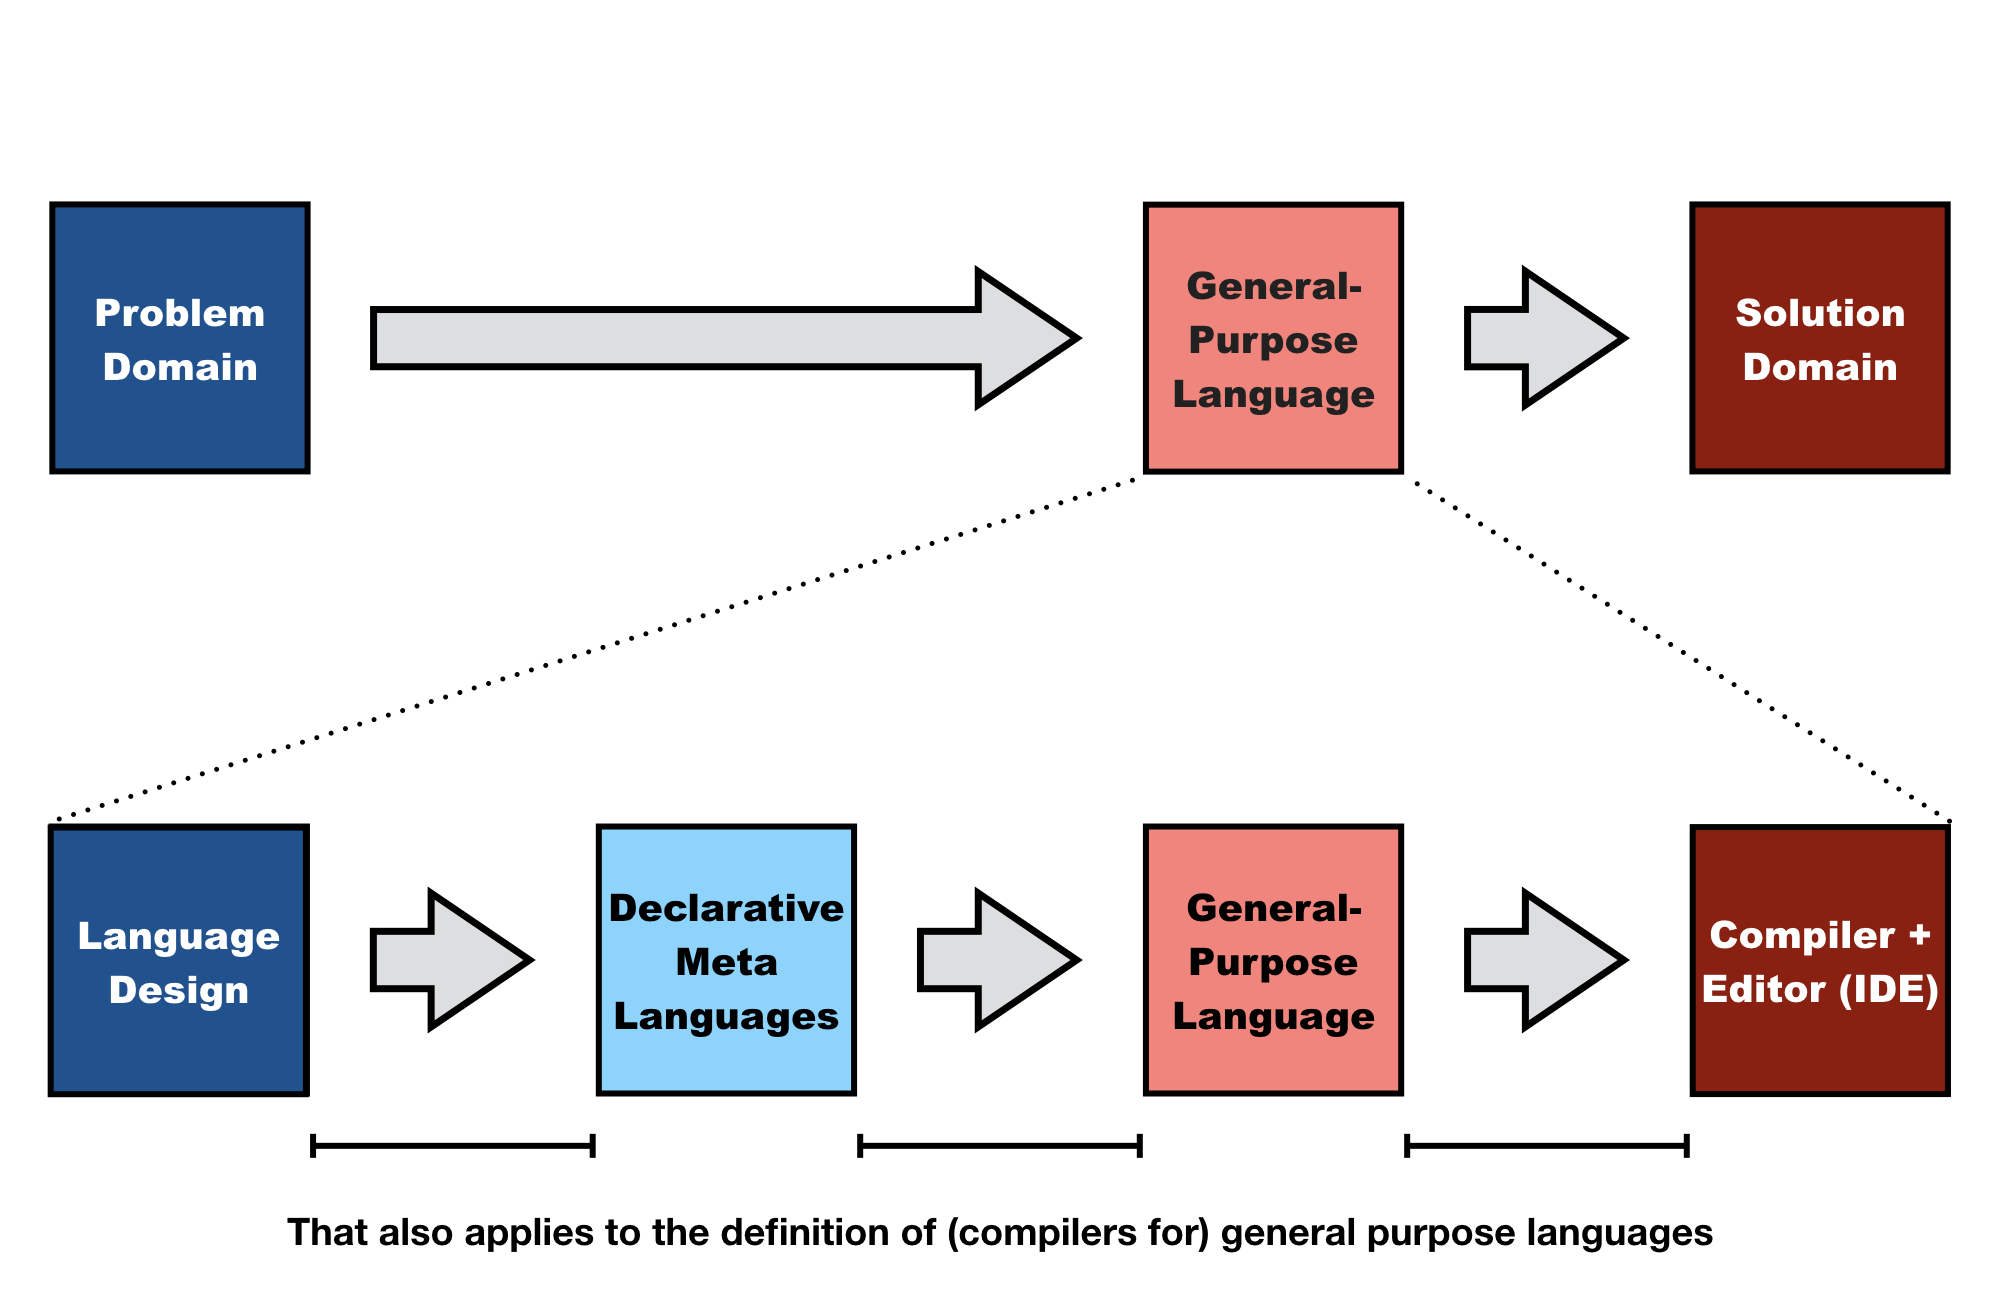 Problem
Domain
General-
Purpose
Language
Solution
Domain
Language
Design
Declarative
Meta
Languages
General-
Purpose
Language
Compiler +
Editor (IDE)
That also applies to the definition of (compilers for) general purpose languages